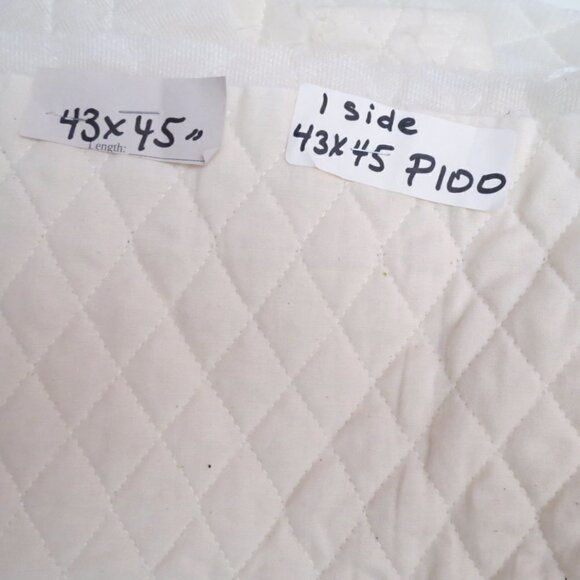 43x45"
Length:
1 side
43x45 P100